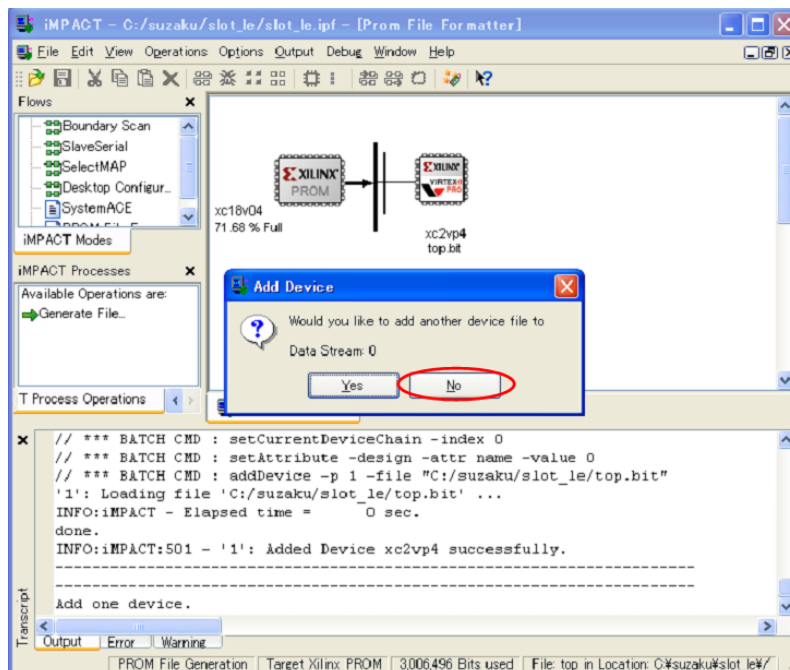 iMPACT - C:/suzaku/slot_le/slot_le.ipf - [Prom File Formatter]
File Edit View Operations Options Output Debug Window Help
Flows
Boundary Scan
SlaveSerial
SelectMAP
Desktop Configur...
SystemACE
iMPACT Modes
XILINX
PROM
xc18v04
71.68 % Full
XILINX
VIRTEX-II
PRO
xc2vp4
top.bit
iMPACT Processes
Available Operations are:
Generate File...
T Process Operations
Add Device
Would you like to add another device file to
Data Stream: 0
Yes No
// *** BATCH CMD : setCurrentDeviceChain -index 0
// *** BATCH CMD : setAttribute -design -attr name -value 0
// *** BATCH CMD : addDevice -p 1 -file "C:/suzaku/slot_le/top.bit"
'1': Loading file 'C:/suzaku/slot_le/top.bit' ...
INFO:iMPACT - Elapsed time = 0 sec.
done.
INFO:iMPACT:501 - '1': Added Device xc2vp4 successfully.
----------------------------------------------------------------------
----------------------------------------------------------------------
Add one device.
Transcript
Output Error Warning
PROM File Generation Target Xilinx PROM 3,006,496 Bits used File: top in Location: C:¥suzaku¥slot_le¥/